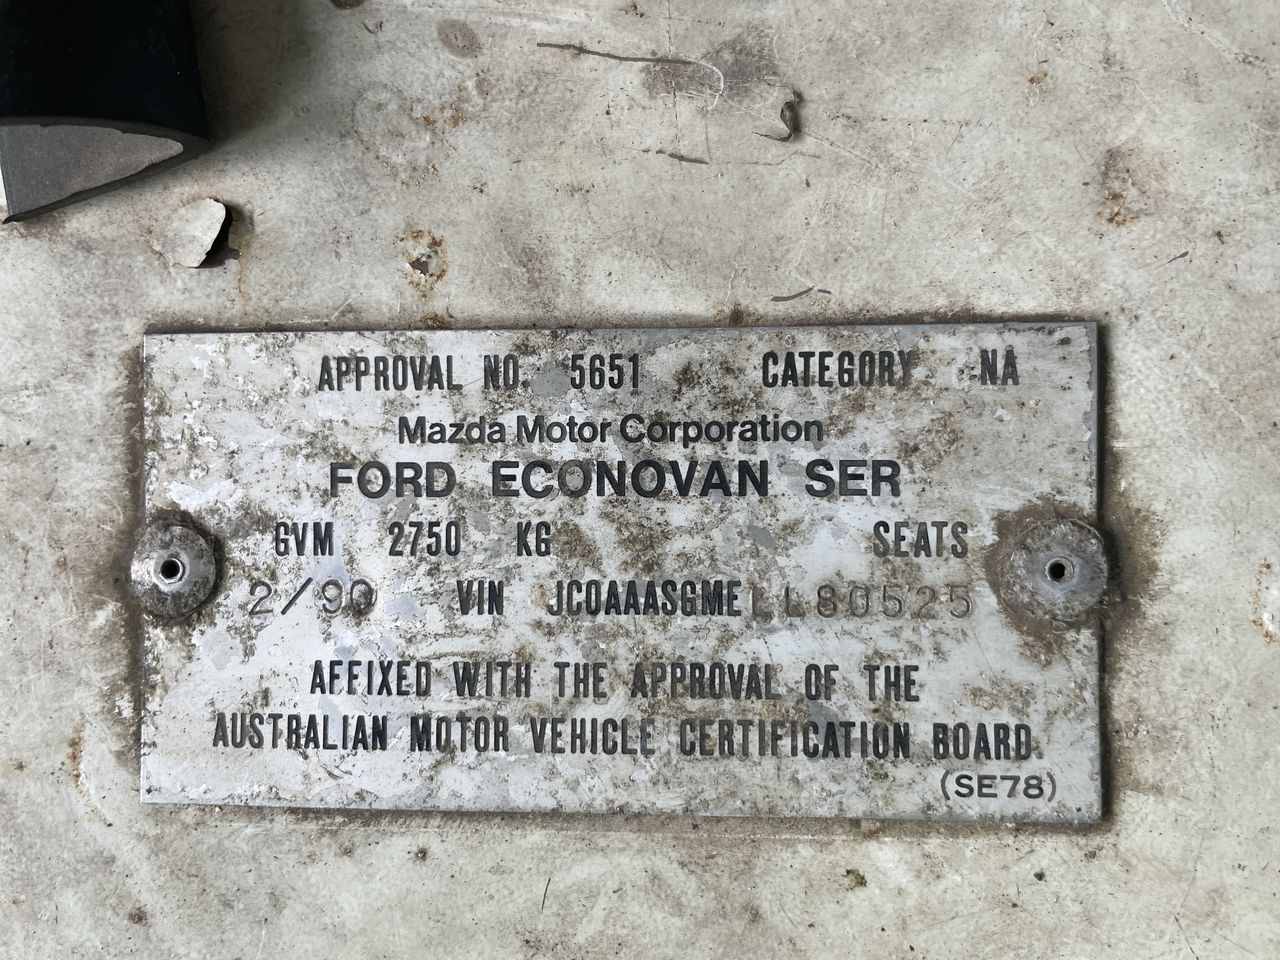 APPROVAL NO. 5651 CATEGORY NA
Mazda Motor Corporation
FORD ECONOVAN SER
GVM 2750 KG SEATS
2/90 VIN JC0AAASGMELL80525
AFFIXED WITH THE APPROVAL OF THE
AUSTRALIAN MOTOR VEHICLE CERTIFICATION BOARD.
(SE78)